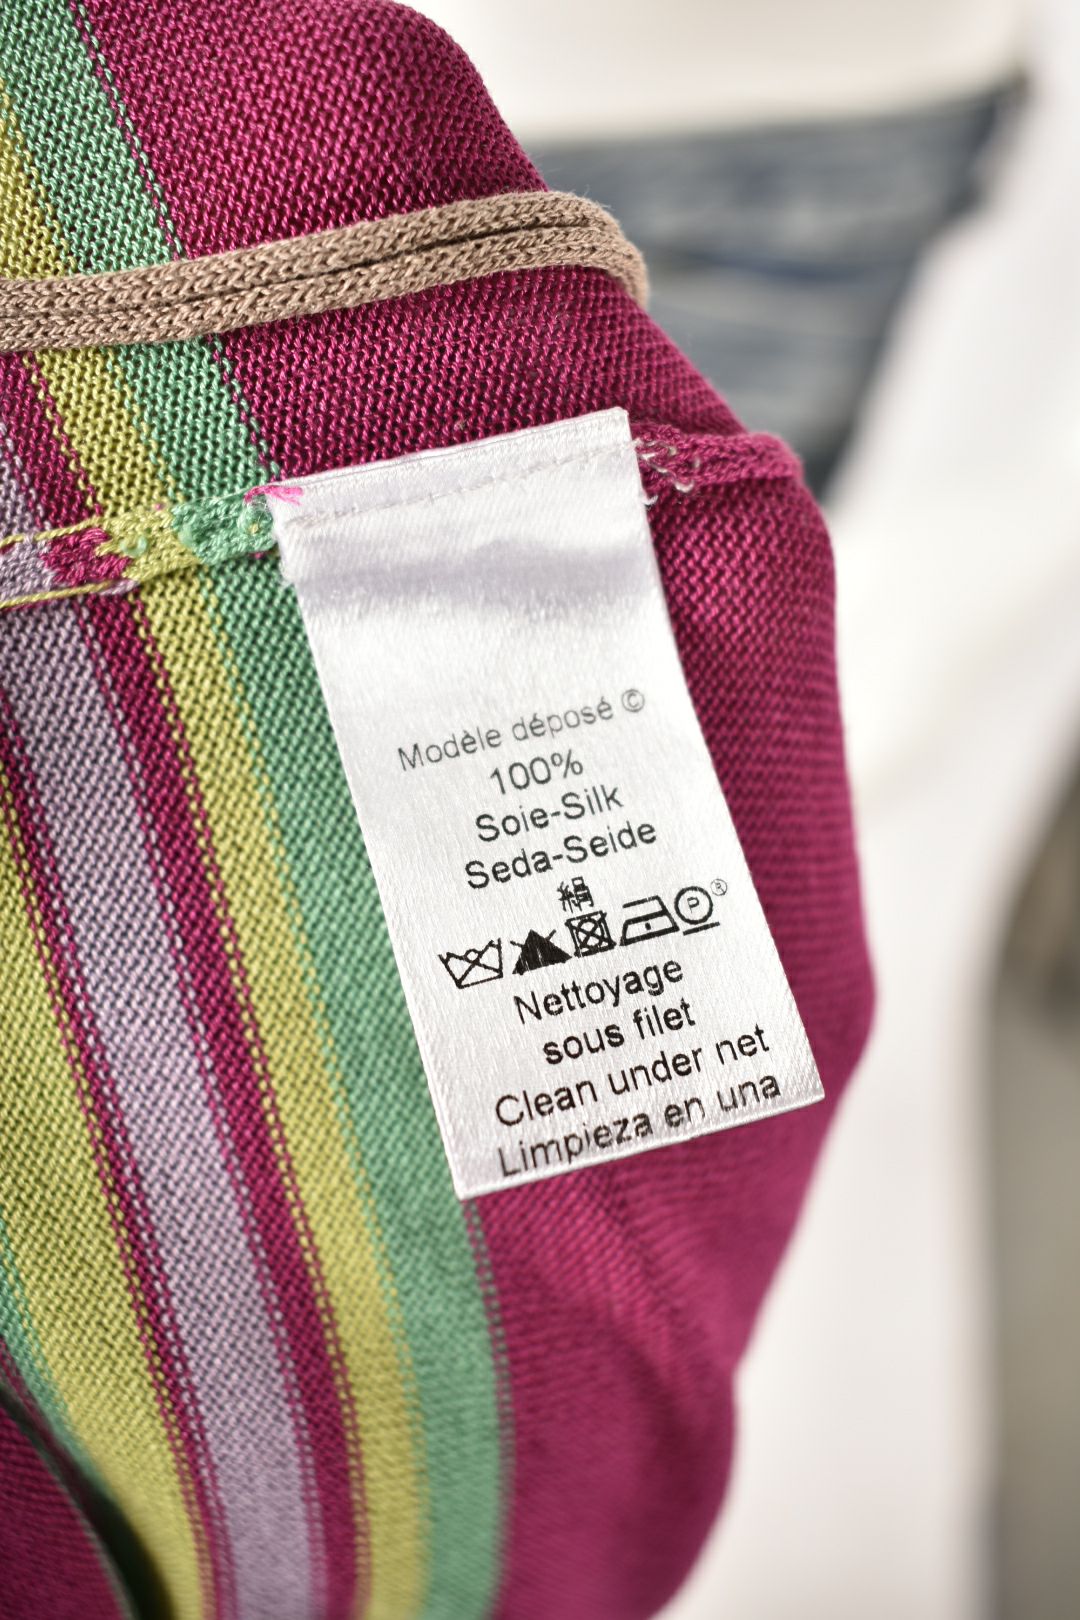 Modèle déposé ©
100%
Soie-Silk
Seda-Seide
絹
P ®
Nettoyage
sous filet
Clean under net
Limpieza en una